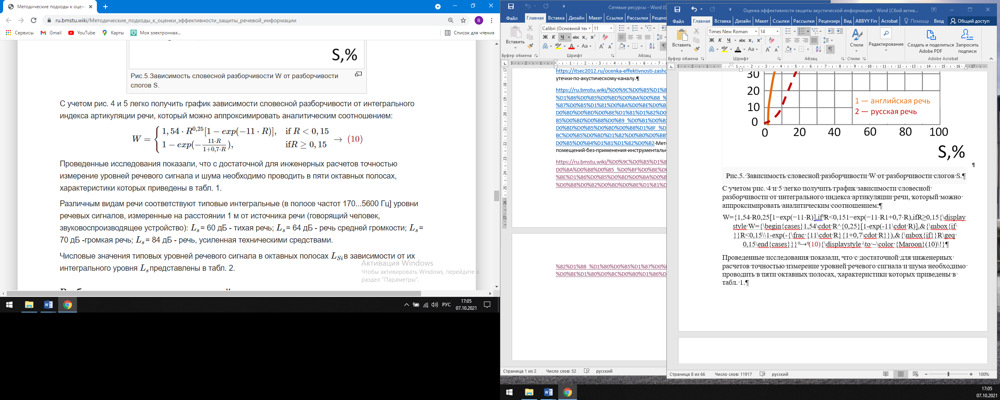 Методические подходы к оцен
ru.bmstu.wiki/Методические_подходы_к_оценки_эффективности_защиты_речевой_информации
B
Сервисы
Gmail
YouTube
Карты
Моя электронная...
Список для чтения
S,%
Рис.5.Зависимость словесной разборчивости W от разборчивости
слогов S.
С учетом рис. 4 и 5 легко получить график зависимости словесной разборчивости от интегрального
индекса артикуляции речи, который можно аппроксимировать аналитическим соотношением:
W = { 1,54 · R^0,25[1 − exp(−11 · R)], if R < 0,15
1 − exp(− 11·R / 1+0,7·R ), ifR ≥ 0,15 → (10)
Проведенные исследования показали, что с достаточной для инженерных расчетов точностью
измерение уровней речевого сигнала и шума необходимо проводить в пяти октавных полосах,
характеристики которых приведены в табл. 1.
Различным видам речи соответствуют типовые интегральные (в полосе частот 170...5600 Гц] уровни
речевых сигналов, измеренные на расстоянии 1 м от источника речи (говорящий человек,
звуковоспроизводящее устройство): Ls = 60 дБ - тихая речь; Ls = 64 дБ - речь средней громкости; Ls =
70 дБ -громкая речь; Ls = 84 дБ - речь, усиленная техническими средствами.
Числовые значения типовых уровней речевого сигнала в октавных полосах LSi в зависимости от их
интегрального уровня Ls представлены в табл. 2.
Активация Windows
Чтобы активировать Windows, перейдите в
раздел "Параметры".
РУС
17:05
07.10.2021
Сетевые ресурсы - Word (С
Файл Главная Вставка Дизайн Макет Ссылки Рассылки Реценз
Calibri (Основной те 11
Вставить
Ж К Ч abc x₂ x²
Буфер обмена Шрифт Абзац
https://itsec2012.ru/ocenka-effektivnosti-zash
утечки·по·акустическому·каналу.¶
https://ru.bmstu.wiki/%D0%9C%D0%B5%D1%8
%D1%86%D0%B5%D0%BD%D0%BA%D0%B8_%
%87%D0%B5%D1%81%D0%BA%D0%BE%D0%B
D0%BD%D0%BD%D0%BE%D1%81%D1%82%D0
B5%D0%BD%D0%B8%D0%B9_%D0%B1%D0%B5
D0%BD%D0%B5%D0%BD%D0%B8%D1%8F_%D
BC%D0%B5%D0%BD%D1%82%D0%B0%D0%BB
D0%B5%D0%B4%D1%81%D1%82%D0%B2·Мет
помещений·без·применения·инструментальн
https://ru.bmstu.wiki/%D0%9C%D0%B5%D1%8
D0%BA%D0%B8%D0%B5_%D0%BF%D0%BE%D0
%BE%D1%86%D0%B5%D0%BD%D0%BA%D0%B
%D0%B8%D0%B2%D0%BD%D0%BE%D1%81%D
%82%D1%8B_%D1%80%D0%B5%D1%87%D0%
%D0%BE%D1%80%D0%BC%D0%B0%D1%86%D
Страница 1 из 2 Число слов: 52 русский
Оценка эффективности защиты акустической информации - Word (Сбой актив...
Файл Главная Вставка Дизайн Макет Ссылки Рассылки Рецензирс Вид ABBYY Fin Acrobat Помощн Вход Общий доступ
Times New Roman 14
Вставить
Ж К Ч abc x₂ x²
Стили
Редактирование
Создать и поделиться
Adobe PDF
Запросить
подписи
Буфер обмена Шрифт Абзац Стили Adobe Acrobat
30
20
10
0
1 — английская речь
2 — русская речь
0 20 40 60 80 100
S,%
¶
Рис.5.·Зависимость·словесной·разборчивости·W·от·разборчивости·слогов·S.¶
С·учетом·рис.·4·и·5·легко·получить·график·зависимости·словесной·
разборчивости·от·интегрального·индекса·артикуляции·речи,·который·можно·
аппроксимировать·аналитическим·соотношением:¶
W={1,54·R0,25[1−exp(−11·R)],if°R<0,151−exp(−11·R1+0,7·R),ifR≥0,15{\display
style·W={\begin{cases}1,54\cdot·R^{0,25}[1-exp(-11\cdot·R)],&{\mbox{if·
}}R<0,15\\1-exp(-{\frac·{11\cdot·R}{1+0,7\cdot·R}}),&{\mbox{if}}R\geq·
0,15\end{cases}}}°→°(10){\displaystyle·\to·~\color·{Maroon}(10)\!}¶
Проведенные·исследования·показали,·что·с·достаточной·для·инженерных·
расчетов·точностью·измерение·уровней·речевого·сигнала·и·шума·необходимо·
проводить·в·пяти·октавных·полосах,·характеристики·которых·приведены·в·
табл.·1.¶
Страница 8 из 66 Число слов: 11917 русский
100%
17:05
07.10.2021